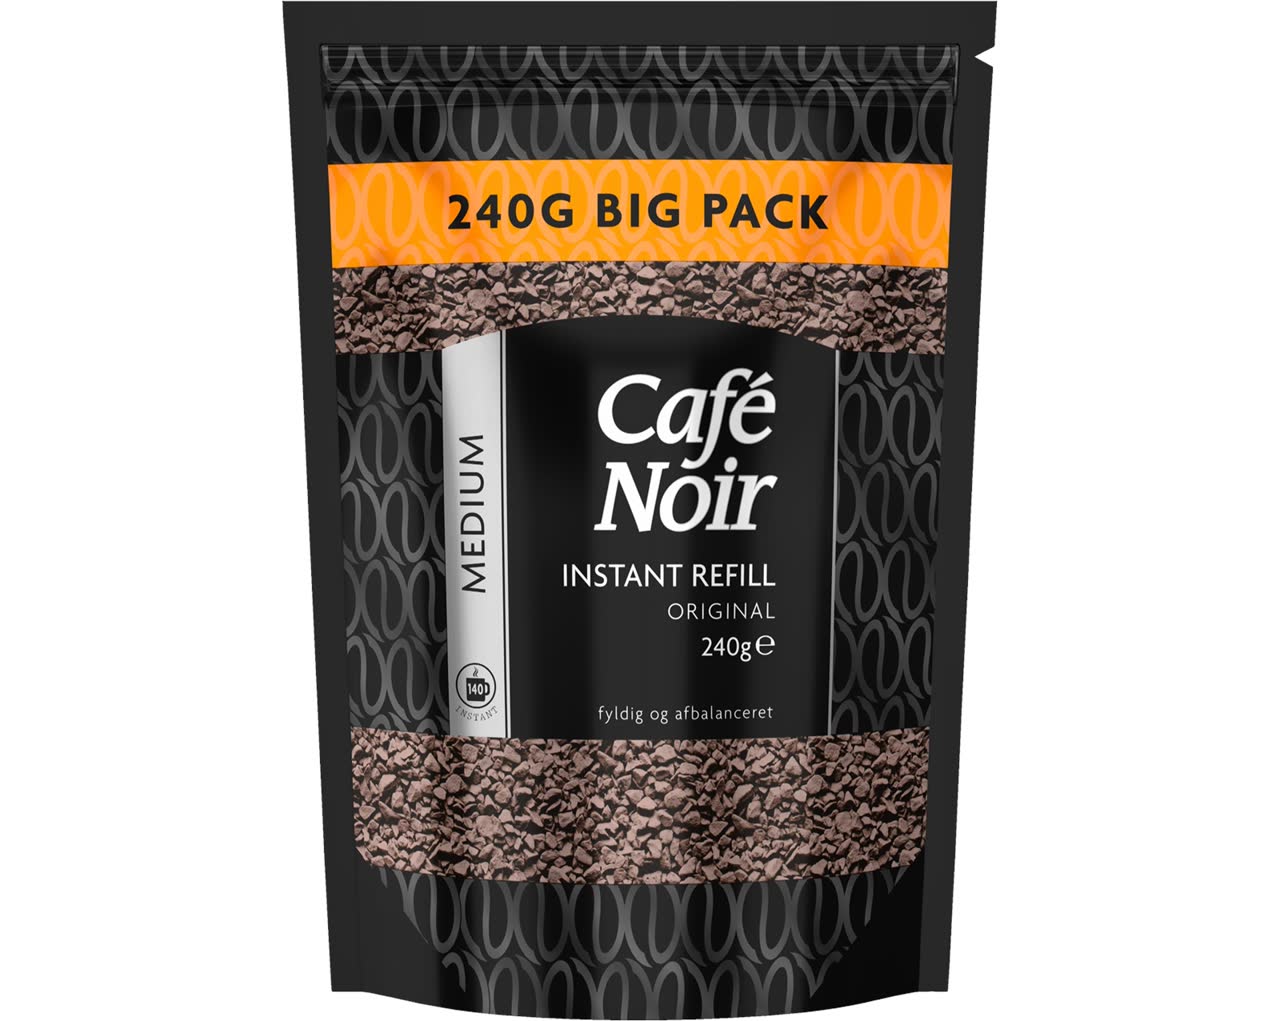 240G BIG PACK
Café
Noir
INSTANT REFILL
ORIGINAL
240g℮
fyldig og afbalanceret
MEDIUM
140
INSTANT